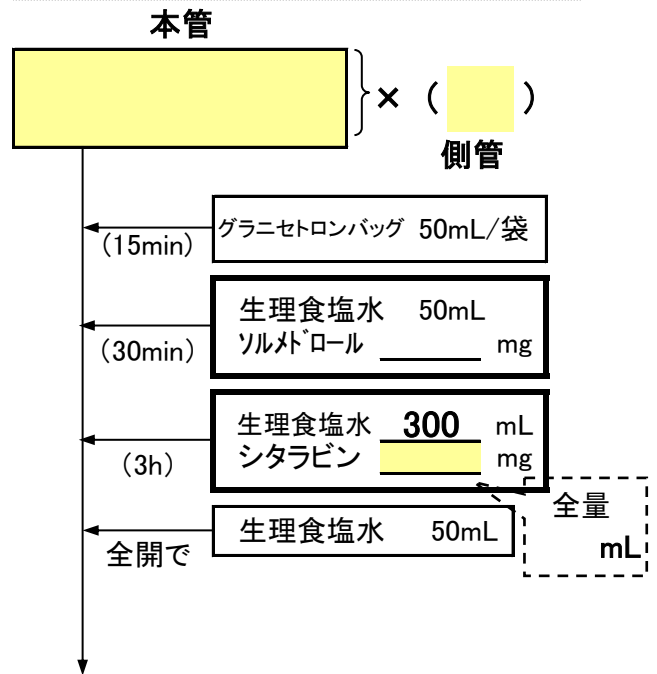 本管
× ( )
側管
グラニセトロンバッグ 50mL/袋
(15min)
生理食塩水 50mL
ソルメドロール mg
(30min)
生理食塩水 300 mL
シタラビン mg
(3h)
全量
mL
生理食塩水 50mL
全開で